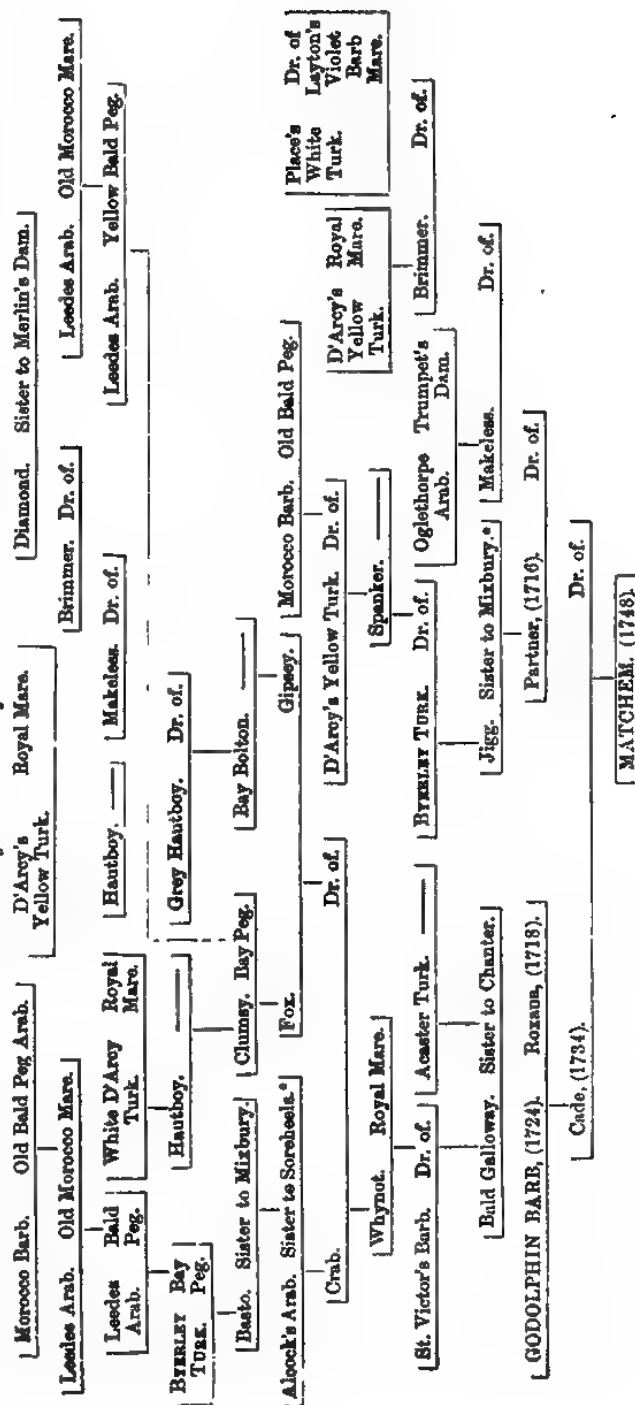 Morocco Barb. Old Bald Peg Arab.
D'Arcy's Royal Mare.
Yellow Turk.
Diamond. Sister to Merlin's Dam.
Leedes Arab. Old Morocco Mare.
Leedes Arab. Old Morocco Mare.
Brimmer. Dr. of.
Leedes Arab. Yellow Bald Peg.
Leedes Bald
Arab. Peg.
White D'Arcy Royal
Turk. Mare.
Hautboy. —
Makeless. Dr. of.
BYERLEY Bay
TURK. Peg.
Hautboy. —
Grey Hautboy. Dr. of.
Basto. Sister to Mixbury.
Clumsy. Bay Peg.
Bay Bolton. —
Alcock's Arab. Sister to Soreheels.*
Fox. Gipsey.
Morocco Barb. Old Bald Peg.
Place's Dr. of
White Layton's
Turk. Violet
Barb
Mare.
Crab. Dr. of.
D'Arcy's Yellow Turk. Dr. of.
D'Arcy's Royal
Yellow Mare.
Turk.
Whynot. Royal Mare.
Spanker. —
Brimmer. Dr. of.
St. Victor's Barb. Dr. of.
Acaster Turk. —
BYERLEY TURK. Dr. of.
Oglethorpe Trumpet's
Arab. Dam.
Bald Galloway. Sister to Chanter.
Jigg. Sister to Mixbury.*
Makeless. Dr. of.
GODOLPHIN BARB, (1724). Roxana, (1718).
Partner, (1716). Dr. of.
Cade, (1734). Dr. of.
MATCHEM. (1748).